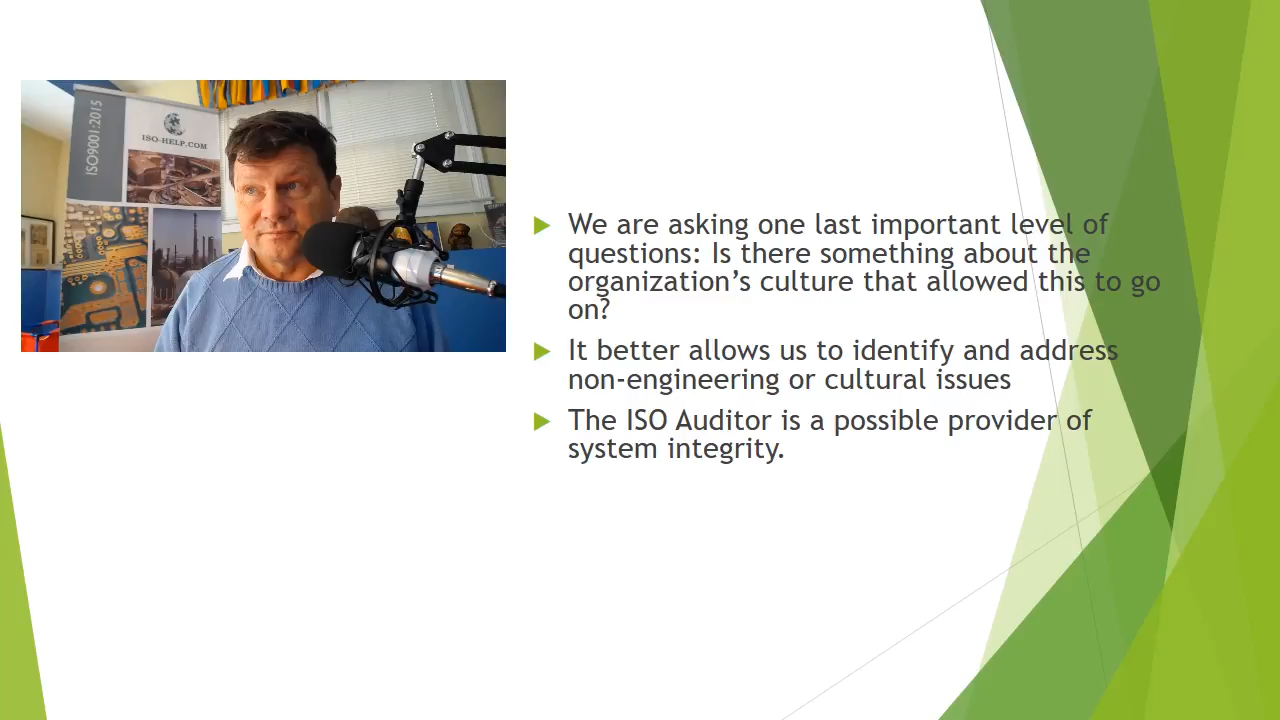 ISO9001:2015
ISO-HELP.COM
We are asking one last important level of
questions: Is there something about the
organization’s culture that allowed this to go
on?
It better allows us to identify and address
non-engineering or cultural issues
The ISO Auditor is a possible provider of
system integrity.